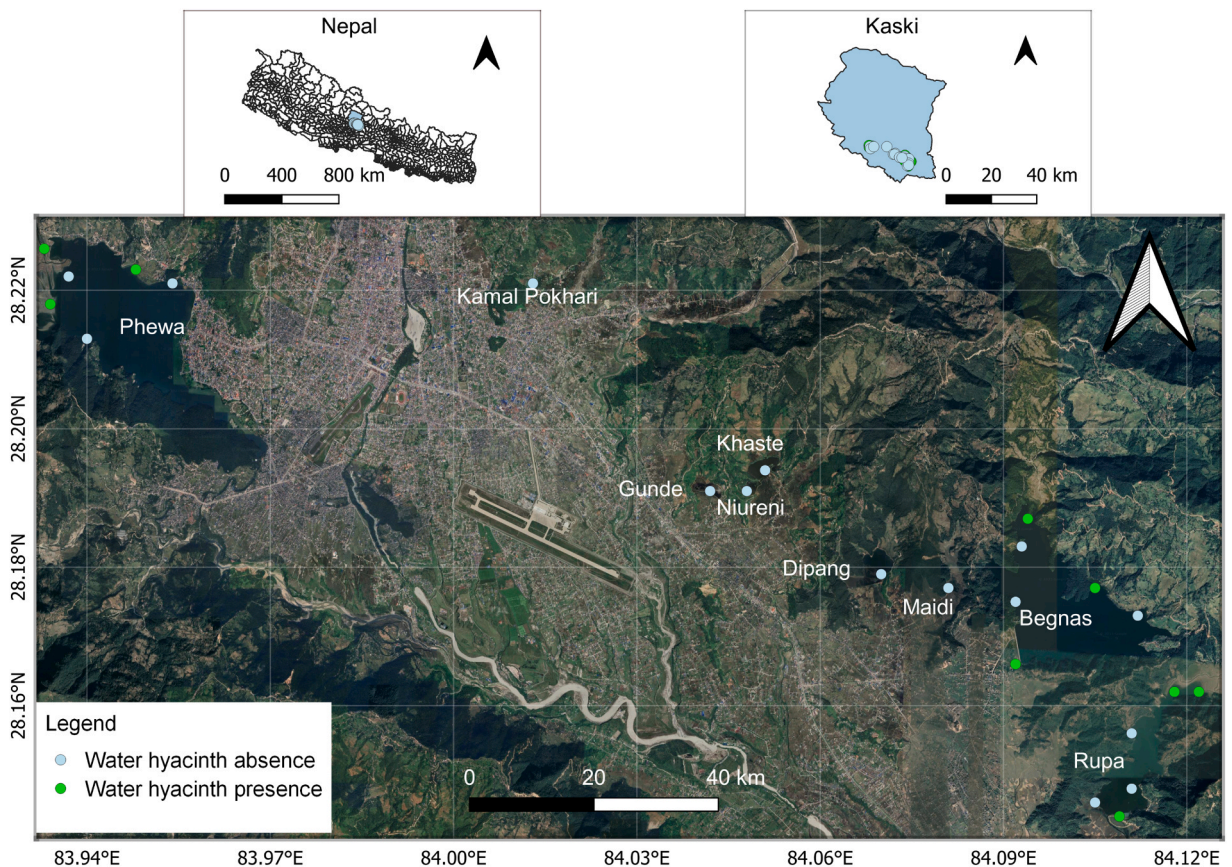 Nepal
0 400 800 km
Kaski
0 20 40 km
28.22°N
28.20°N
28.18°N
28.16°N
Phewa
Kamal Pokhari
Khaste
Gunde
Niureni
Dipang
Maidi
Begnas
Rupa
Legend
Water hyacinth absence
Water hyacinth presence
0 20 40 km
83.94°E 83.97°E 84.00°E 84.03°E 84.06°E 84.09°E 84.12°E